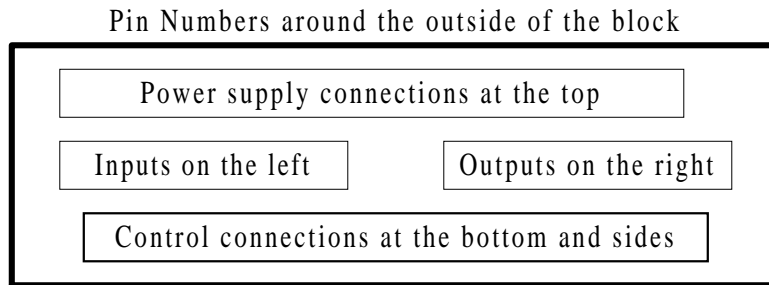 Pin Numbers around the outside of the block
Power supply connections at the top
Inputs on the left
Outputs on the right
Control connections at the bottom and sides